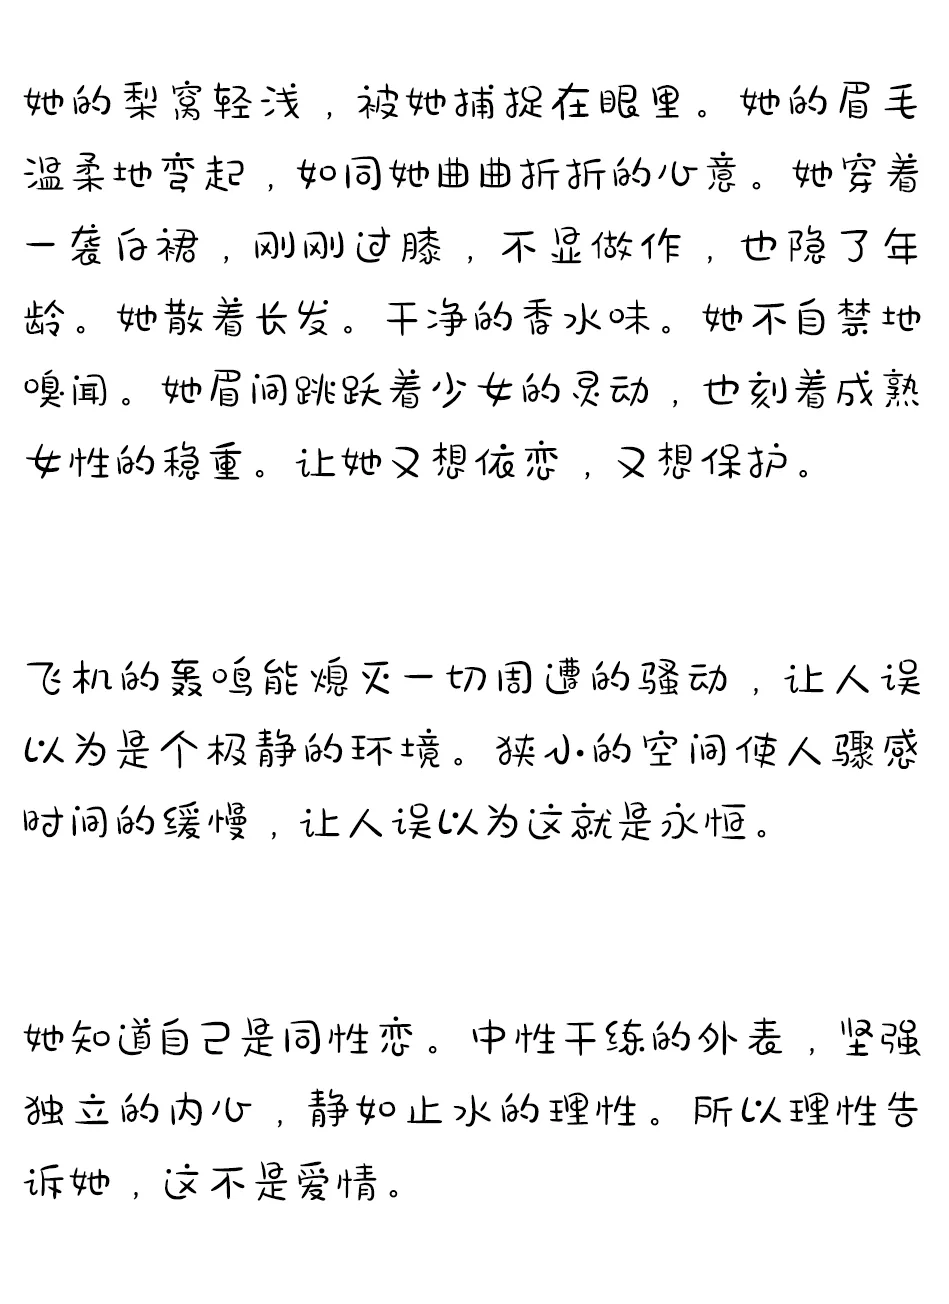 她的梨窝轻浅，被她捕捉在眼里。她的眉毛
温柔地弯起，如同她曲曲折折的心意。她穿着
一袭白裙，刚刚过膝，不显做作，也隐了年
龄。她散着长发。干净的香水味。她不自禁地
嗅闻。她眉间跳跃着少女的灵动，也刻着成熟
女性的稳重。让她又想依恋，又想保护。
飞机的轰鸣能熄灭一切周遭的骚动，让人误
以为是个极静的环境。狭小的空间使人骤感
时间的缓慢，让人误以为这就是永恒。
她知道自己是同性恋。中性干练的外表，坚强
独立的内心，静如止水的理性。所以理性告
诉她，这不是爱情。